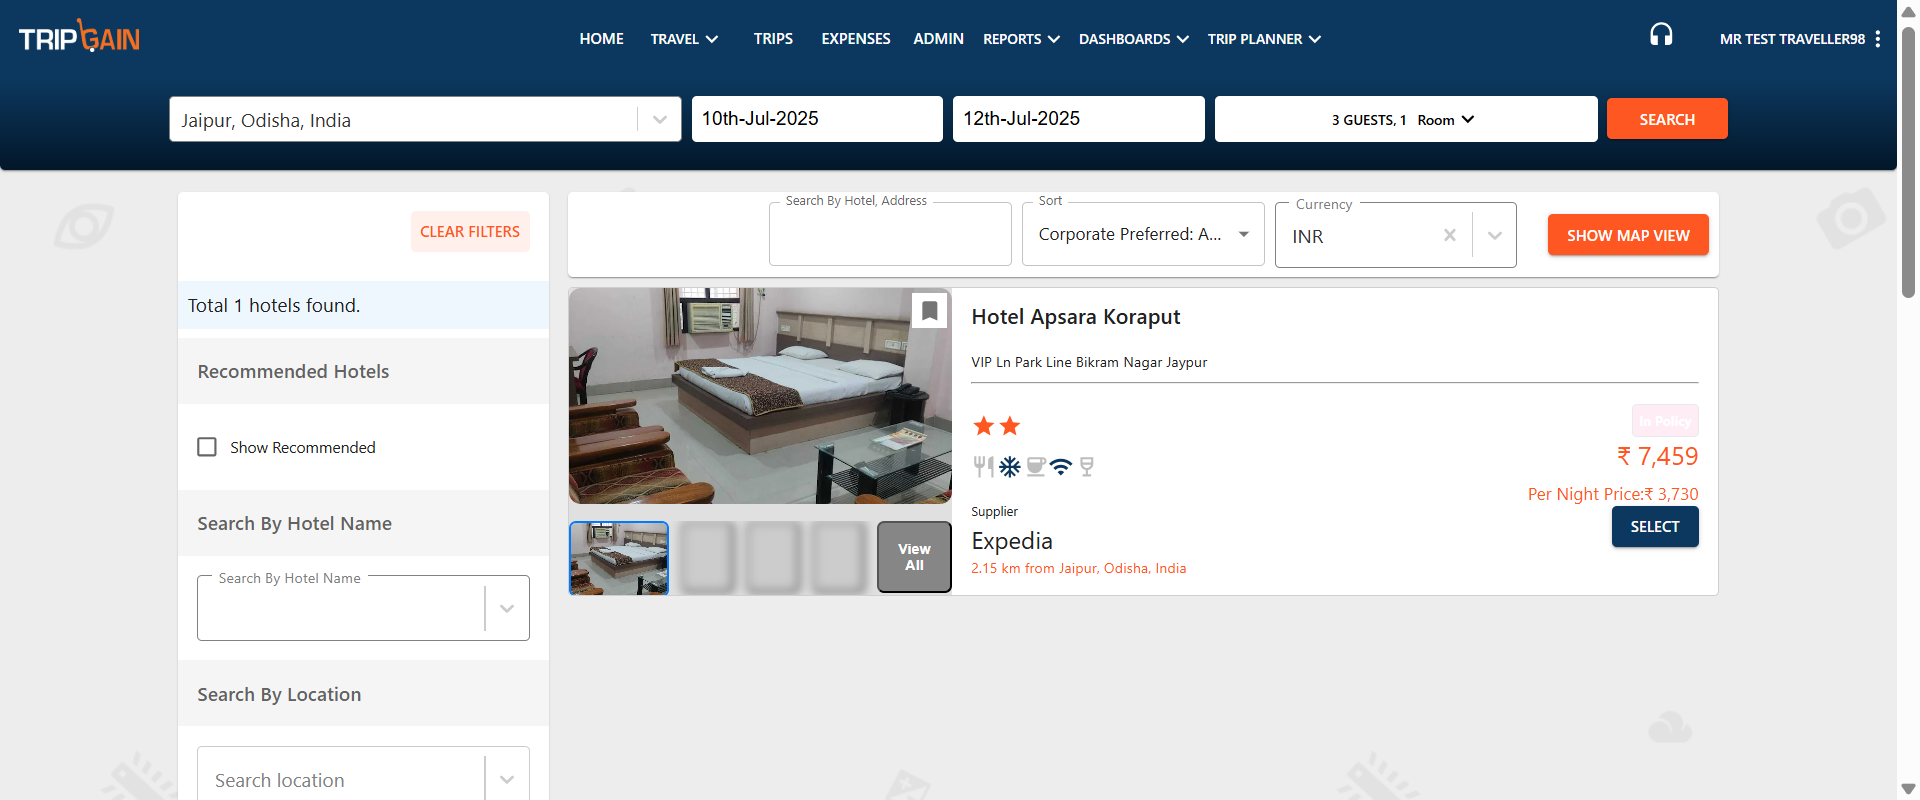 TRIPGAIN
HOME TRAVEL TRIPS EXPENSES ADMIN REPORTS DASHBOARDS TRIP PLANNER
MR TEST TRAVELLER98
Jaipur, Odisha, India
10th-Jul-2025
12th-Jul-2025
3 GUESTS, 1 Room
SEARCH
CLEAR FILTERS
Total 1 hotels found.
Recommended Hotels
Show Recommended
Search By Hotel Name
Search By Hotel Name
Search By Location
Search location
Search By Hotel, Address
Sort
Corporate Preferred: A...
Currency
INR
SHOW MAP VIEW
View
All
Hotel Apsara Koraput
VIP Ln Park Line Bikram Nagar Jaypur
In Policy
₹ 7,459
Per Night Price:₹ 3,730
SELECT
Supplier
Expedia
2.15 km from Jaipur, Odisha, India